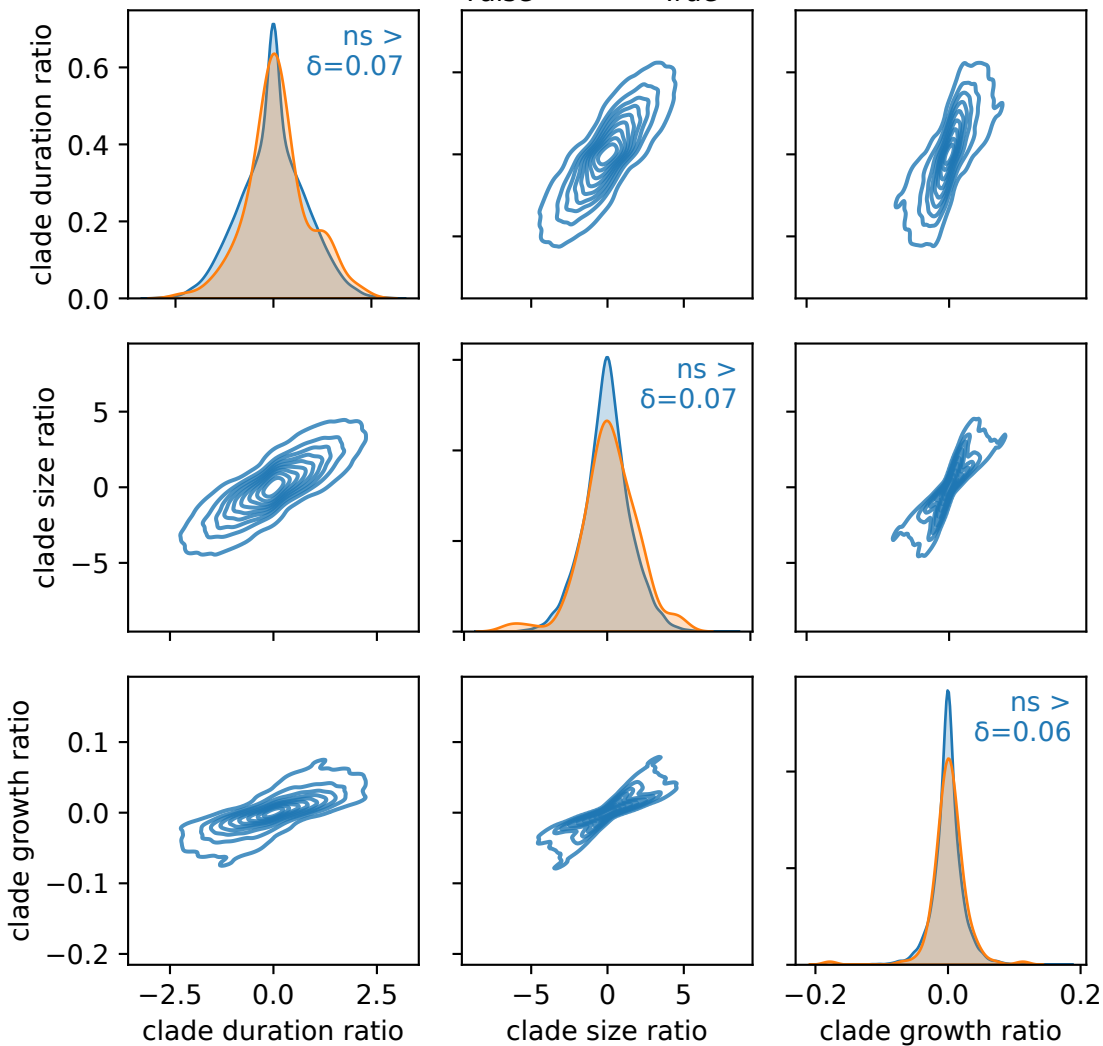 ns >
δ=0.07
clade duration ratio
0.6
0.4
0.2
0.0
ns >
δ=0.07
clade size ratio
5
0
−5
ns >
δ=0.06
clade growth ratio
0.1
0.0
−0.1
−0.2
−2.5 0.0 2.5
−5 0 5
−0.2 0.0 0.2
clade duration ratio
clade size ratio
clade growth ratio